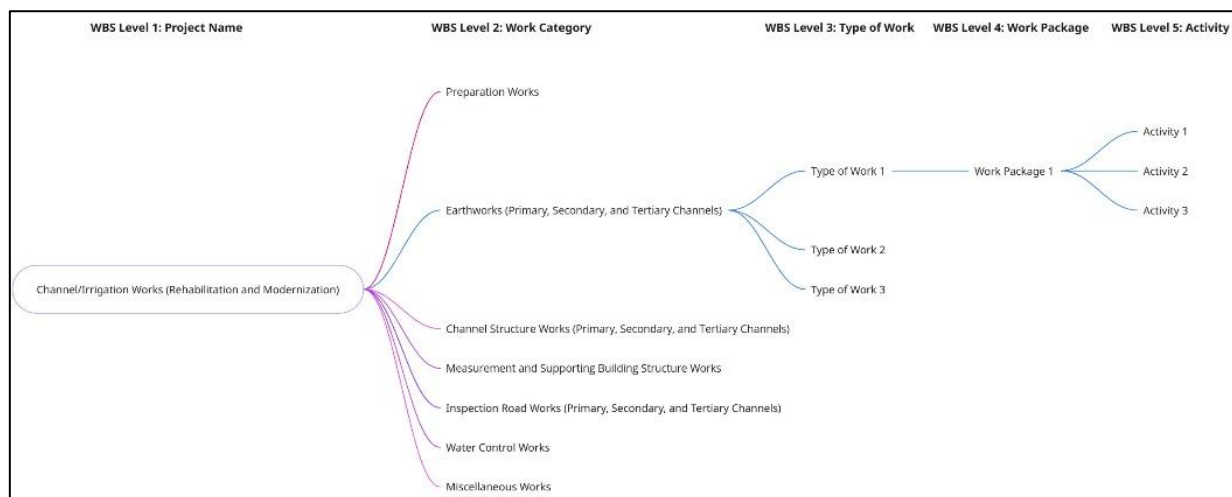 WBS Level 1: Project Name
WBS Level 2: Work Category
WBS Level 3: Type of Work
WBS Level 4: Work Package
WBS Level 5: Activity
Preparation Works
Activity 1
Type of Work 1
Work Package 1
Activity 2
Earthworks (Primary, Secondary, and Tertiary Channels)
Activity 3
Type of Work 2
Channel/Irrigation Works (Rehabilitation and Modernization)
Type of Work 3
Channel Structure Works (Primary, Secondary, and Tertiary Channels)
Measurement and Supporting Building Structure Works
Inspection Road Works (Primary, Secondary, and Tertiary Channels)
Water Control Works
Miscellaneous Works